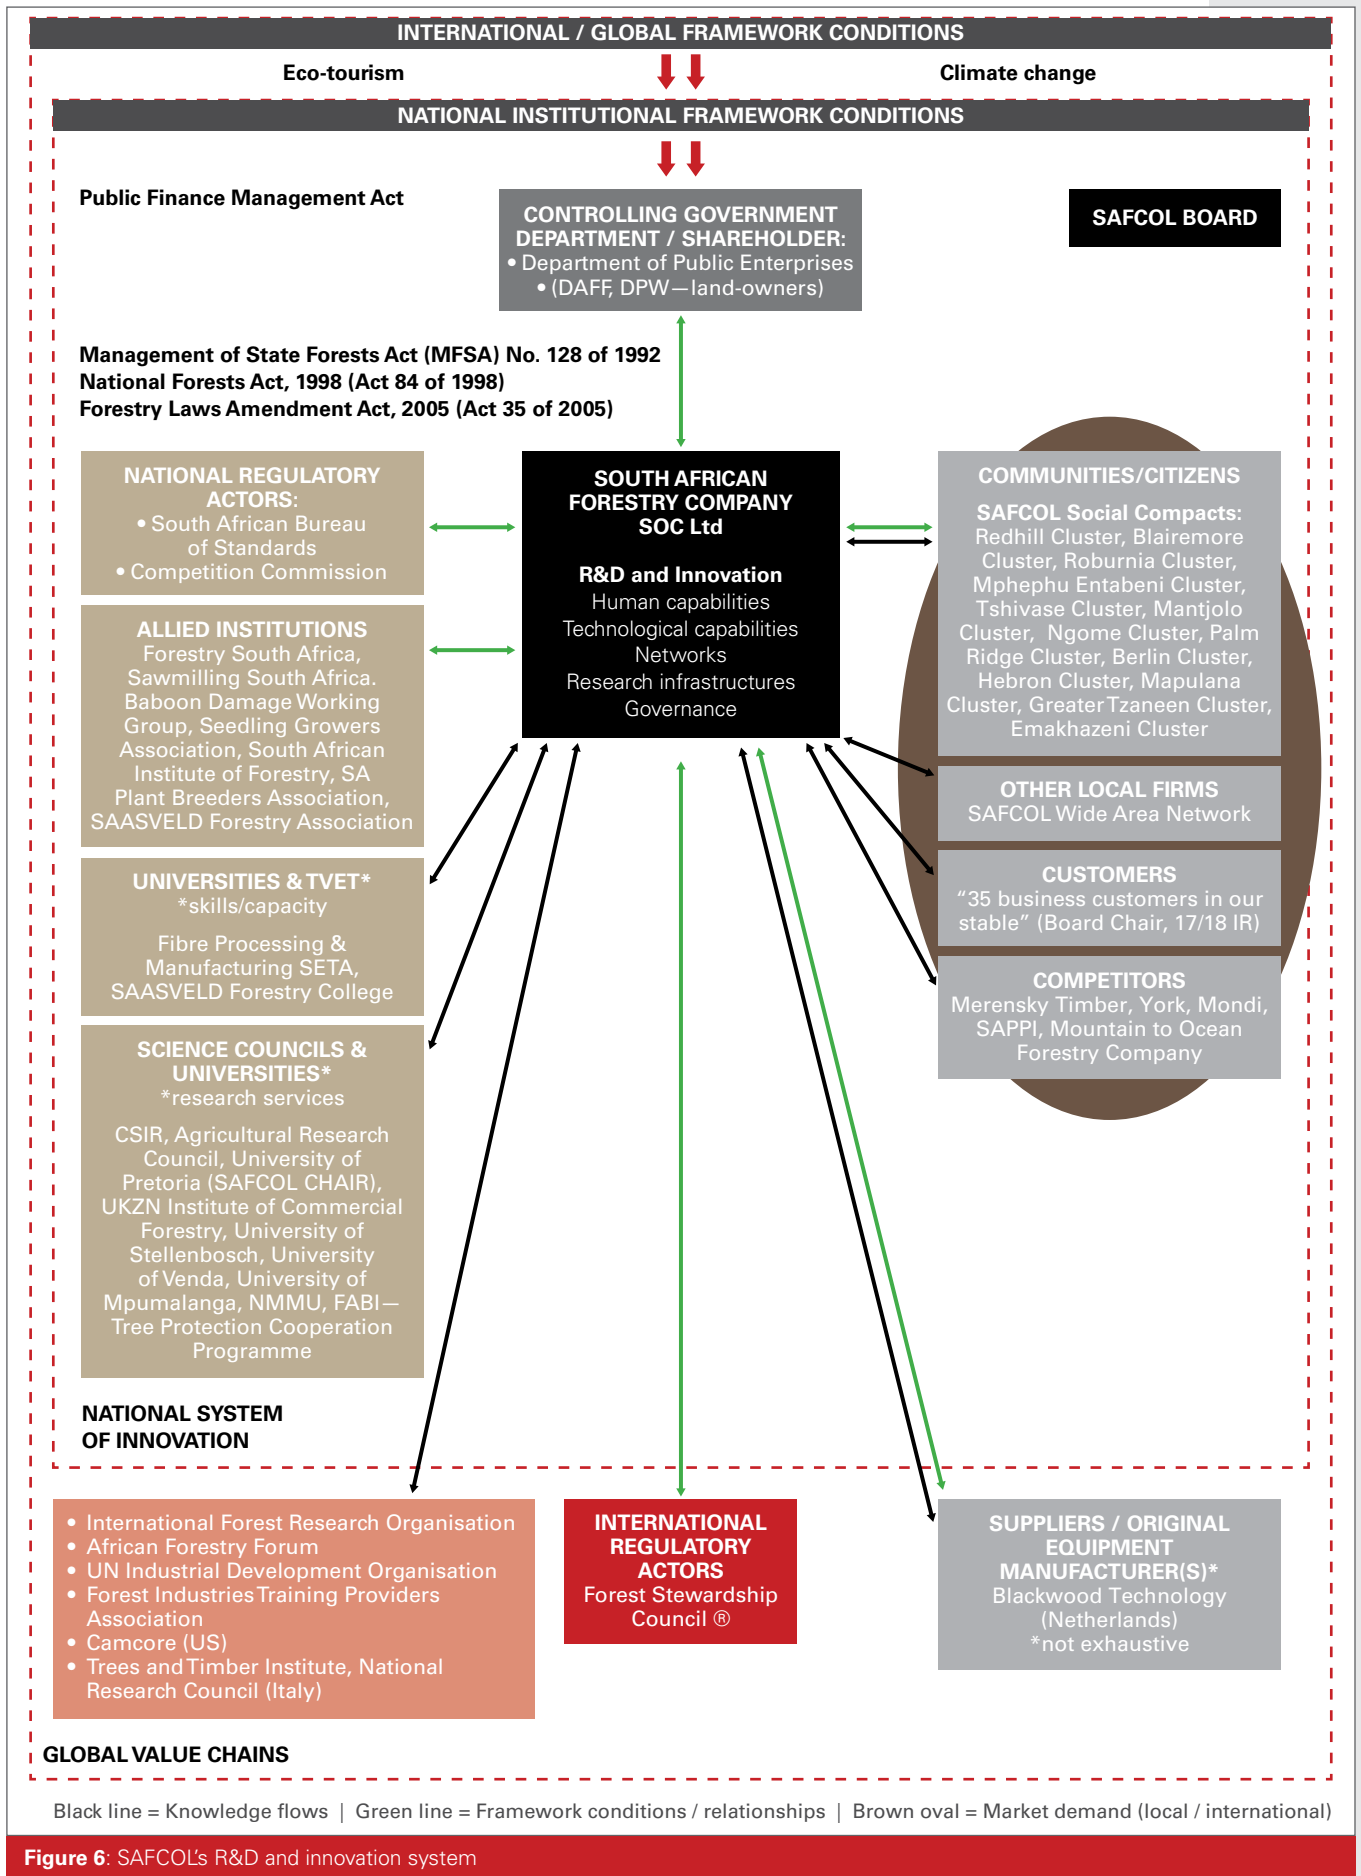 INTERNATIONAL / GLOBAL FRAMEWORK CONDITIONS
Eco-tourism
Climate change
NATIONAL INSTITUTIONAL FRAMEWORK CONDITIONS
Public Finance Management Act
CONTROLLING GOVERNMENT
DEPARTMENT / SHAREHOLDER:
• Department of Public Enterprises
• (DAFF, DPW—land-owners)
SAFCOL BOARD
Management of State Forests Act (MFSA) No. 128 of 1992
National Forests Act, 1998 (Act 84 of 1998)
Forestry Laws Amendment Act, 2005 (Act 35 of 2005)
NATIONAL REGULATORY
ACTORS:
• South African Bureau
of Standards
• Competition Commission
ALLIED INSTITUTIONS
Forestry South Africa,
Sawmilling South Africa.
Baboon Damage Working
Group, Seedling Growers
Association, South African
Institute of Forestry, SA
Plant Breeders Association,
SAASVELD Forestry Association
UNIVERSITIES & TVET*
*skills/capacity
Fibre Processing &
Manufacturing SETA,
SAASVELD Forestry College
SCIENCE COUNCILS &
UNIVERSITIES*
*research services
CSIR, Agricultural Research
Council, University of
Pretoria (SAFCOL CHAIR),
UKZN Institute of Commercial
Forestry, University of
Stellenbosch, University
of Venda, University of
Mpumalanga, NMMU, FABI—
Tree Protection Cooperation
Programme
SOUTH AFRICAN
FORESTRY COMPANY
SOC Ltd
R&D and Innovation
Human capabilities
Technological capabilities
Networks
Research infrastructures
Governance
COMMUNITIES/CITIZENS
SAFCOL Social Compacts:
Redhill Cluster, Blairemore
Cluster, Roburnia Cluster,
Mphephu Entabeni Cluster,
Tshivase Cluster, Mantjolo
Cluster, Ngome Cluster, Palm
Ridge Cluster, Berlin Cluster,
Hebron Cluster, Mapulana
Cluster, Greater Tzaneen Cluster,
Emakhazeni Cluster
OTHER LOCAL FIRMS
SAFCOL Wide Area Network
CUSTOMERS
“35 business customers in our
stable” (Board Chair, 17/18 IR)
COMPETITORS
Merensky Timber, York, Mondi,
SAPPI, Mountain to Ocean
Forestry Company
NATIONAL SYSTEM
OF INNOVATION
• International Forest Research Organisation
• African Forestry Forum
• UN Industrial Development Organisation
• Forest Industries Training Providers
Association
• Camcore (US)
• Trees and Timber Institute, National
Research Council (Italy)
INTERNATIONAL
REGULATORY
ACTORS
Forest Stewardship
Council ®
SUPPLIERS / ORIGINAL
EQUIPMENT
MANUFACTURER(S)*
Blackwood Technology
(Netherlands)
*not exhaustive
GLOBAL VALUE CHAINS
Black line = Knowledge flows | Green line = Framework conditions / relationships | Brown oval = Market demand (local / international)
Figure 6: SAFCOL’s R&D and innovation system